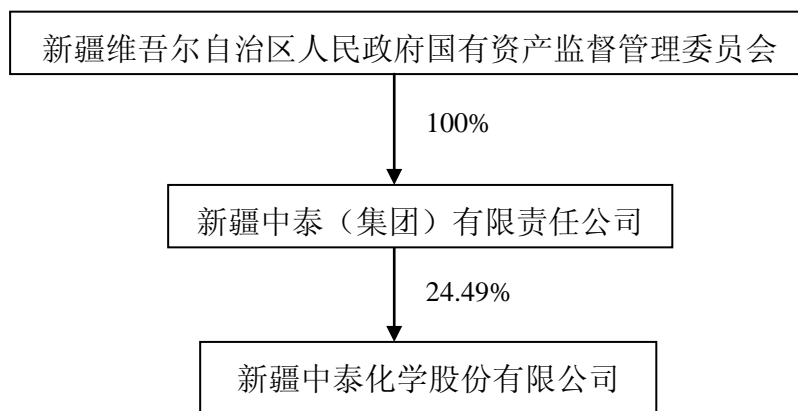 新疆维吾尔自治区人民政府国有资产监督管理委员会
100%
新疆中泰（集团）有限责任公司
24.49%
新疆中泰化学股份有限公司